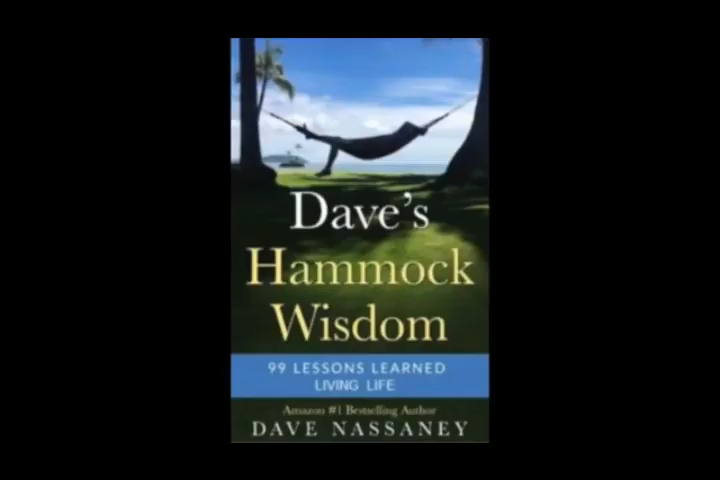 Dave's
Hammock
Wisdom
99 LESSONS LEARNED
LIVING LIFE
Amazon #1 Bestselling Author
DAVE NASSANEY